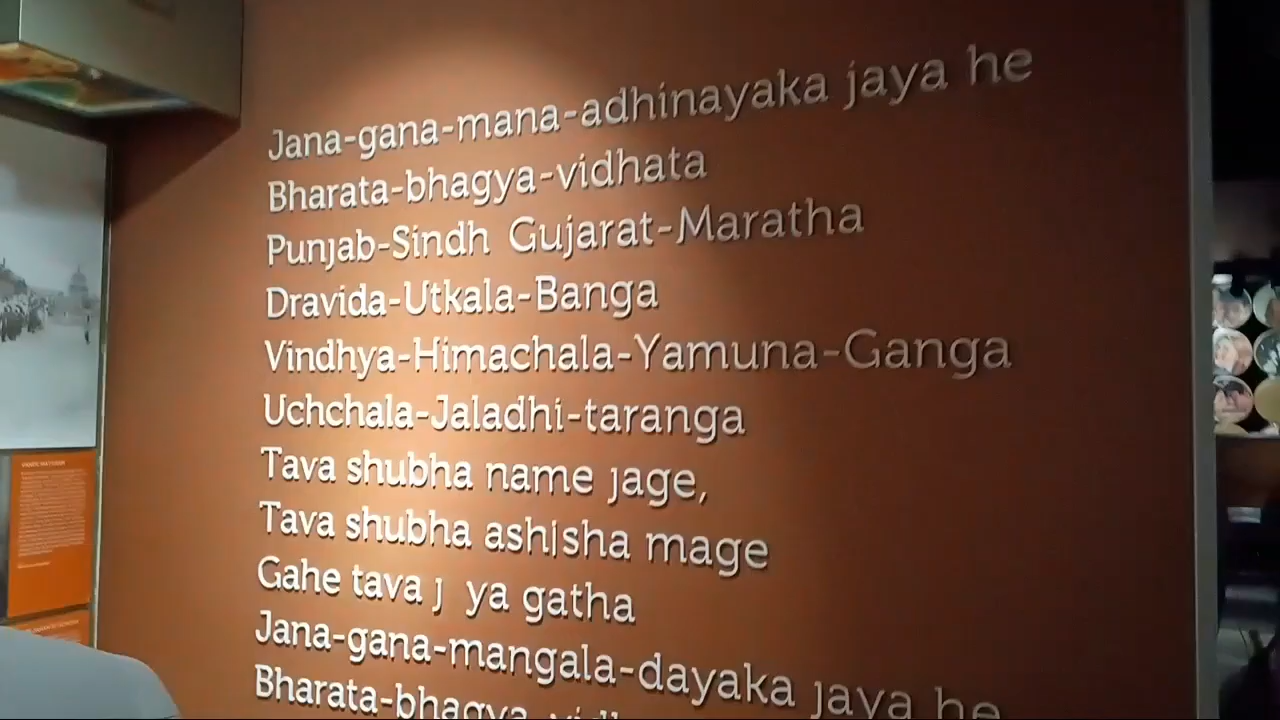 Jana-gana-mana-adhinayaka jaya he
Bharata-bhagya-vidhata
Punjab-Sindh Gujarat-Maratha
Dravida-Utkala-Banga
Vindhya-Himachala-Yamuna-Ganga
Uchchala-Jaladhi-taranga
Tava shubha name jage,
Tava shubha ashisha mage
Gahe tava j ya gatha
Jana-gana-mangala-dayaka jaya he
Bharata-bhagya